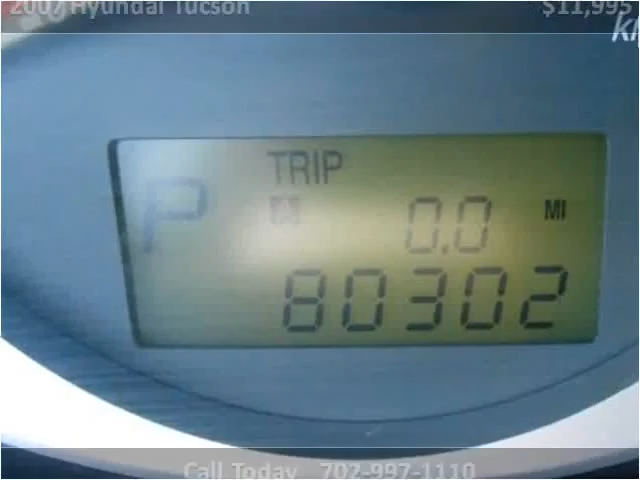 2007 Hyundai Tucson $11,995
TRIP
P
A 0.0 MI
80302
Call Today 702-997-1110